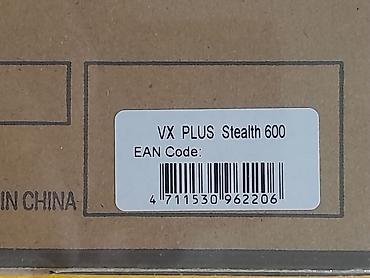 VX PLUS Stealth 600
EAN Code:
4 711530 962206
IN CHINA